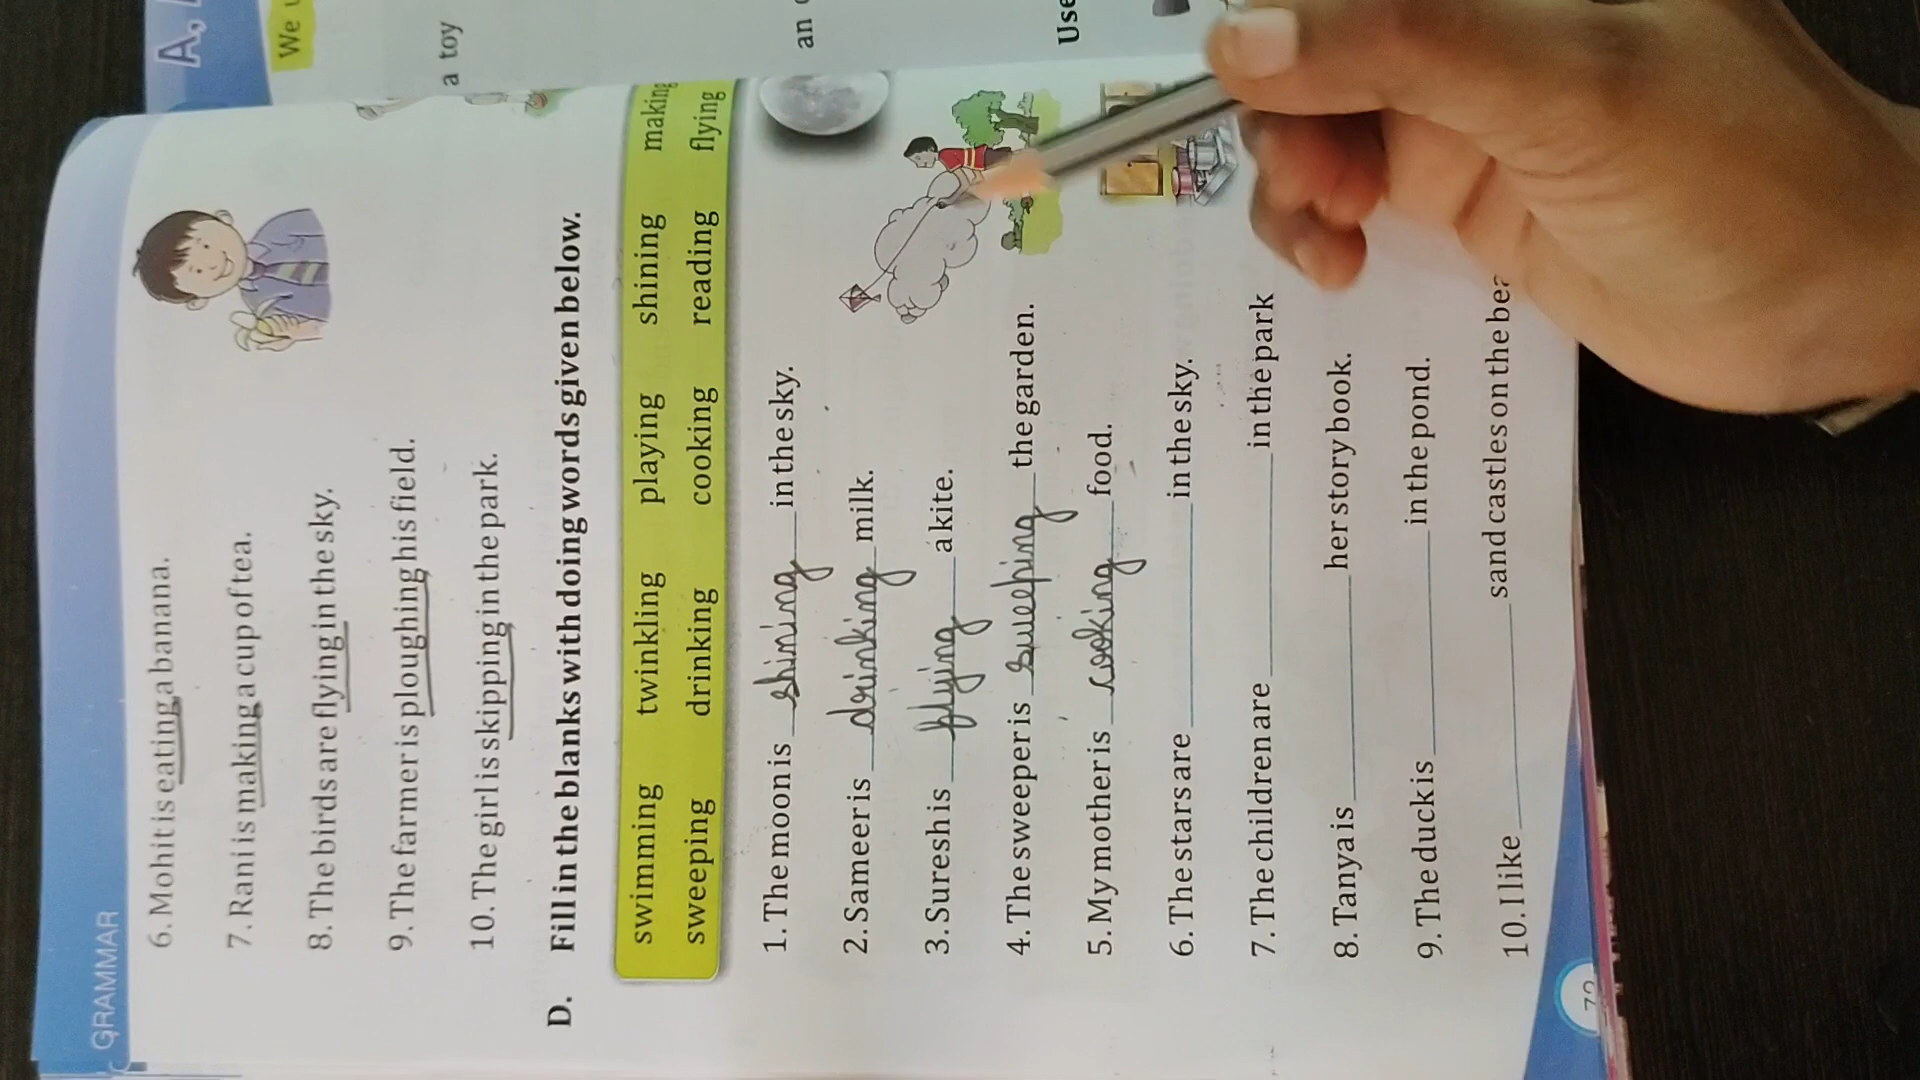 GRAMMAR
6. Mohit is eating a banana.
7. Rani is making a cup of tea.
8. The birds are flying in the sky.
9. The farmer is ploughing his field.
10. The girl is skipping in the park.
D. Fill in the blanks with doing words given below.
swimming twinkling playing shining making
sweeping drinking cooking reading flying
1. The moon is shining in the sky.
2. Sameer is drinking milk.
3. Suresh is flying a kite.
4. The sweeper is sweeping the garden.
5. My mother is cooking food.
6. The stars are in the sky.
7. The children are in the park
8. Tanya is her story book.
9. The duck is in the pond.
10. I like sand castles on the
A,
We
a toy
an
Use